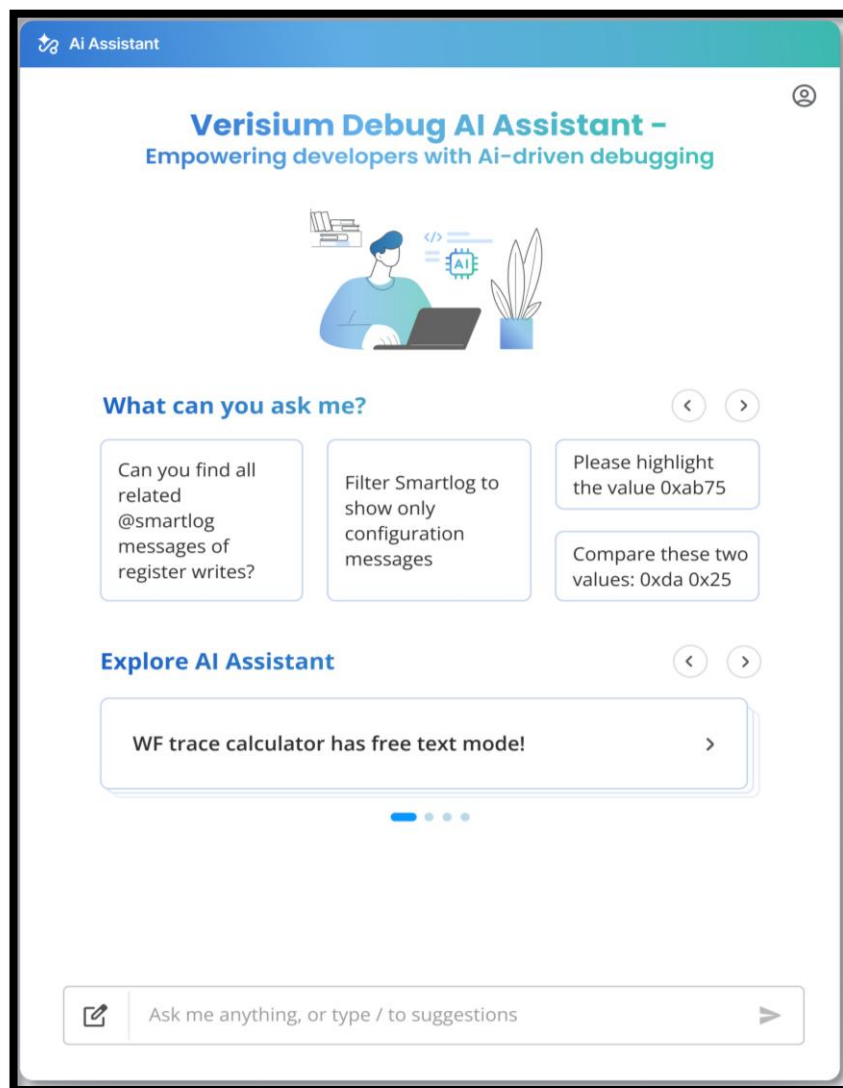 Ai Assistant
Verisium Debug AI Assistant –
Empowering developers with Ai-driven debugging
</>
AI
What can you ask me?
Can you find all
related
@smartlog
messages of
register writes?
Filter Smartlog to
show only
configuration
messages
Please highlight
the value 0xab75
Compare these two
values: 0xda 0x25
Explore AI Assistant
WF trace calculator has free text mode!
Ask me anything, or type / to suggestions